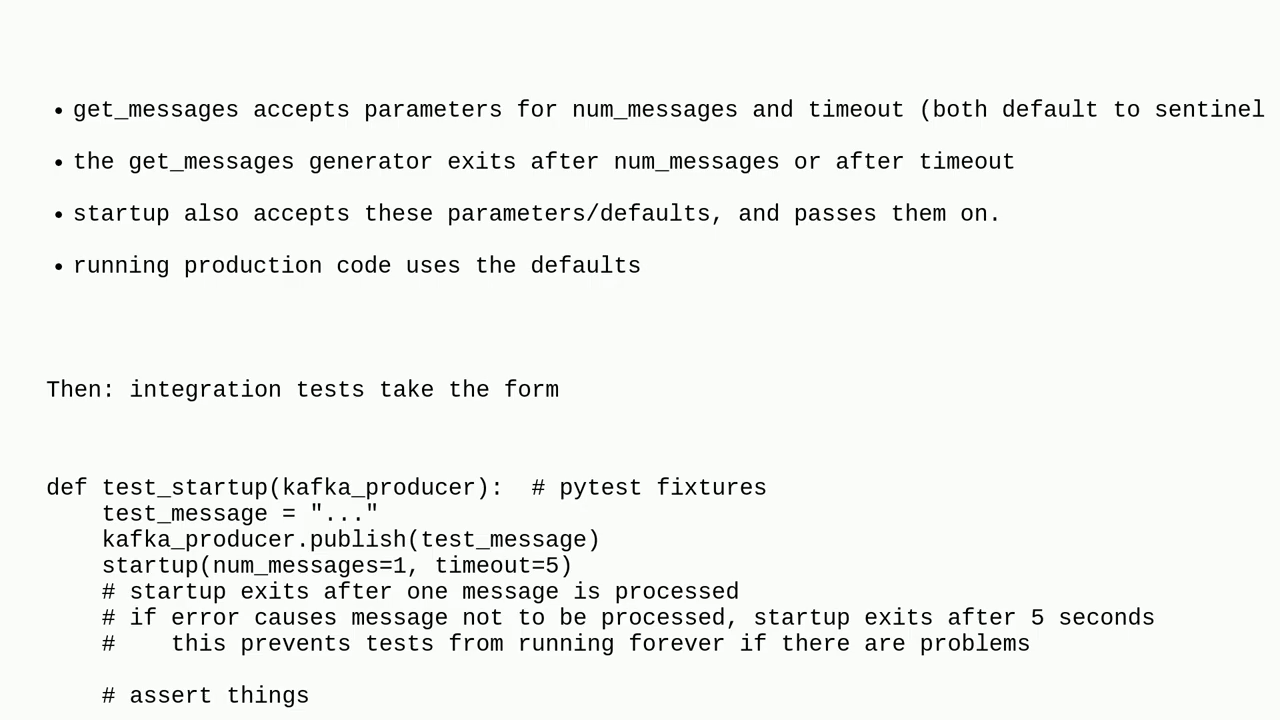 • get_messages accepts parameters for num_messages and timeout (both default to sentinel
• the get_messages generator exits after num_messages or after timeout
• startup also accepts these parameters/defaults, and passes them on.
• running production code uses the defaults
Then: integration tests take the form
def test_startup(kafka_producer):  # pytest fixtures
    test_message = "..."
    kafka_producer.publish(test_message)
    startup(num_messages=1, timeout=5)
    # startup exits after one message is processed
    # if error causes message not to be processed, startup exits after 5 seconds
    #    this prevents tests from running forever if there are problems
    # assert things